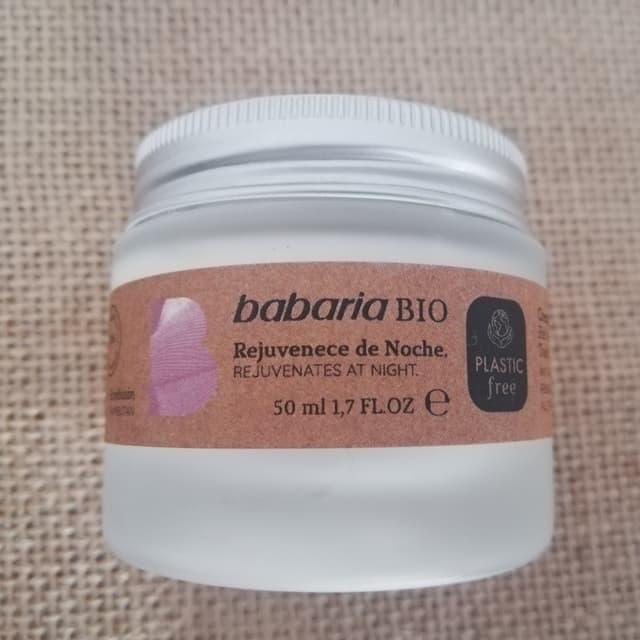 babaria BIO
Rejuvenece de Noche.
REJUVENATES AT NIGHT.
50 ml 1,7 FL.OZ ℮
PLASTIC
free